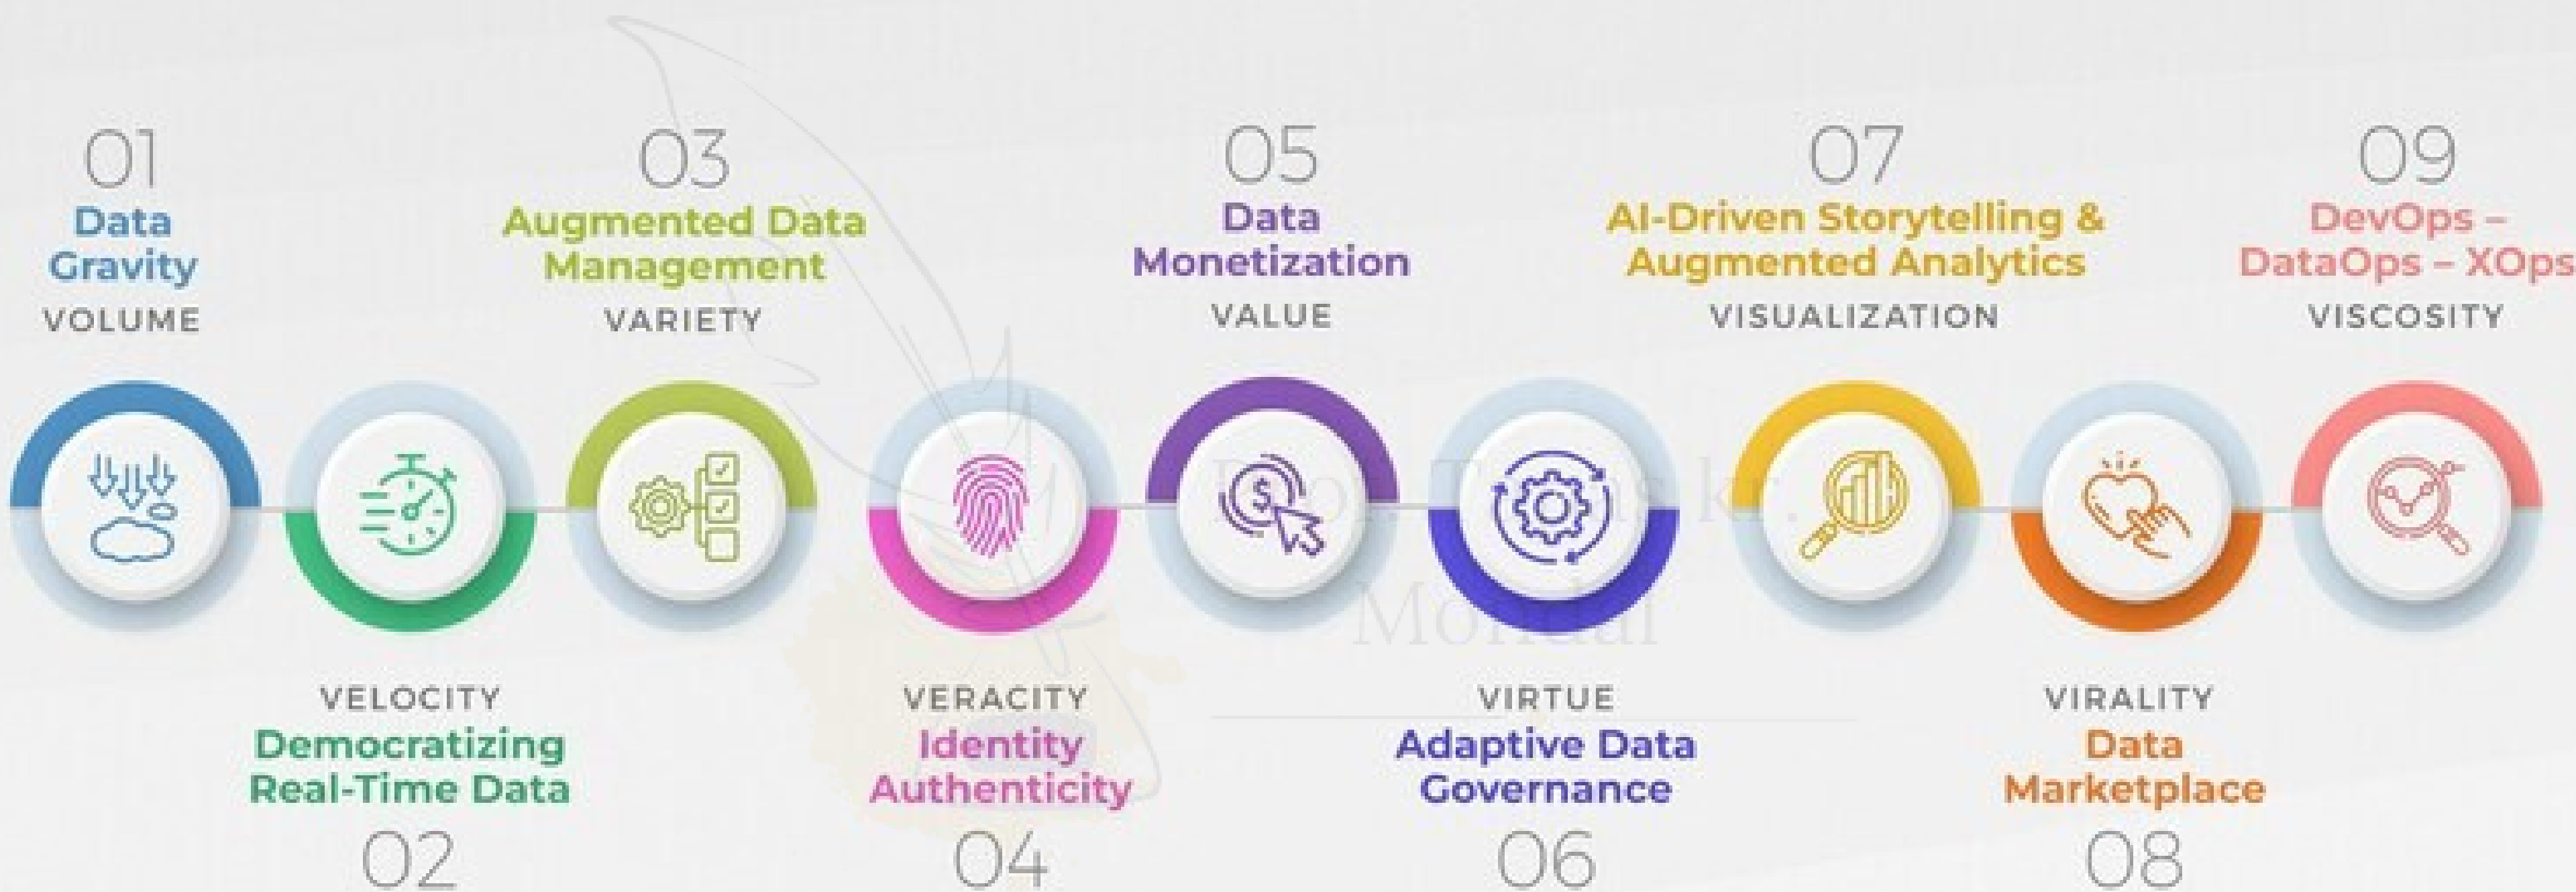 01
Data
Gravity
VOLUME
VELOCITY
Democratizing
Real-Time Data
02
03
Augmented Data
Management
VARIETY
VERACITY
Identity
Authenticity
04
05
Data
Monetization
VALUE
VIRTUE
Adaptive Data
Governance
06
07
AI-Driven Storytelling &
Augmented Analytics
VISUALIZATION
VIRALITY
Data
Marketplace
08
09
DevOps –
DataOps – XOps
VISCOSITY
kr.
Mondal